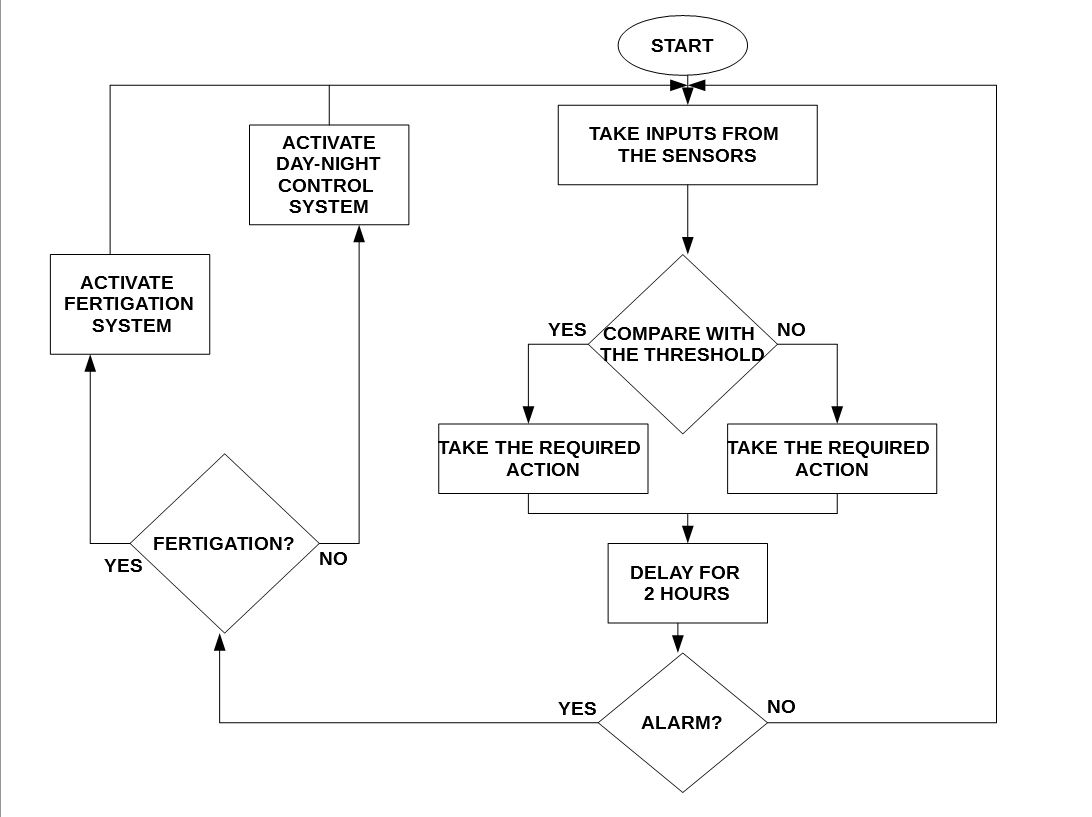 START
TAKE INPUTS FROM
THE SENSORS
ACTIVATE
DAY-NIGHT
CONTROL
SYSTEM
ACTIVATE
FERTIGATION
SYSTEM
YES
COMPARE WITH
THE THRESHOLD
NO
TAKE THE REQUIRED
ACTION
TAKE THE REQUIRED
ACTION
FERTIGATION?
YES
NO
DELAY FOR
2 HOURS
YES
ALARM?
NO